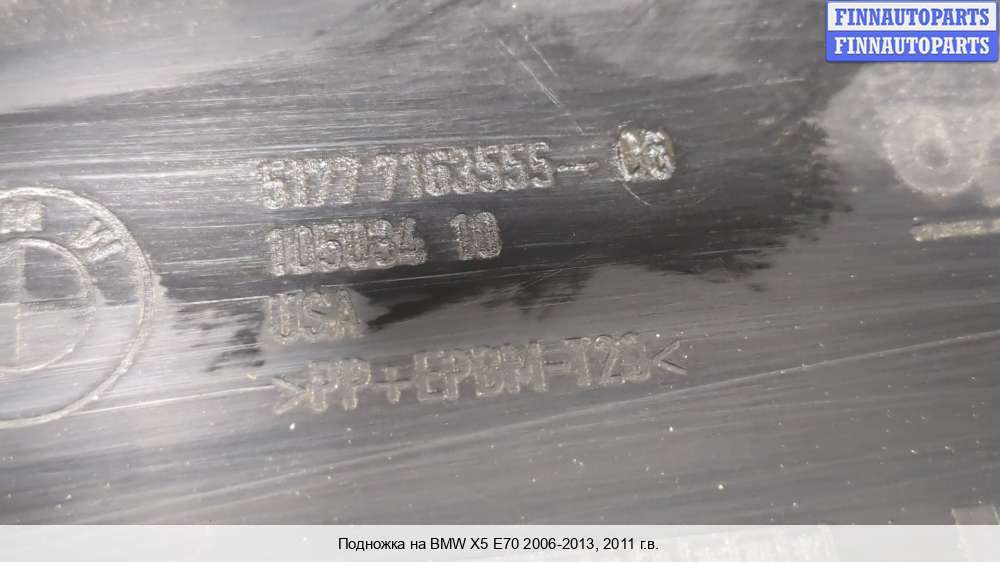 FINNAUTOPARTS
FINNAUTOPARTS
5177 7163555-
105034 10
USA
>PP+EPDM-T20<
Подножка на BMW X5 E70 2006-2013, 2011 г.в.